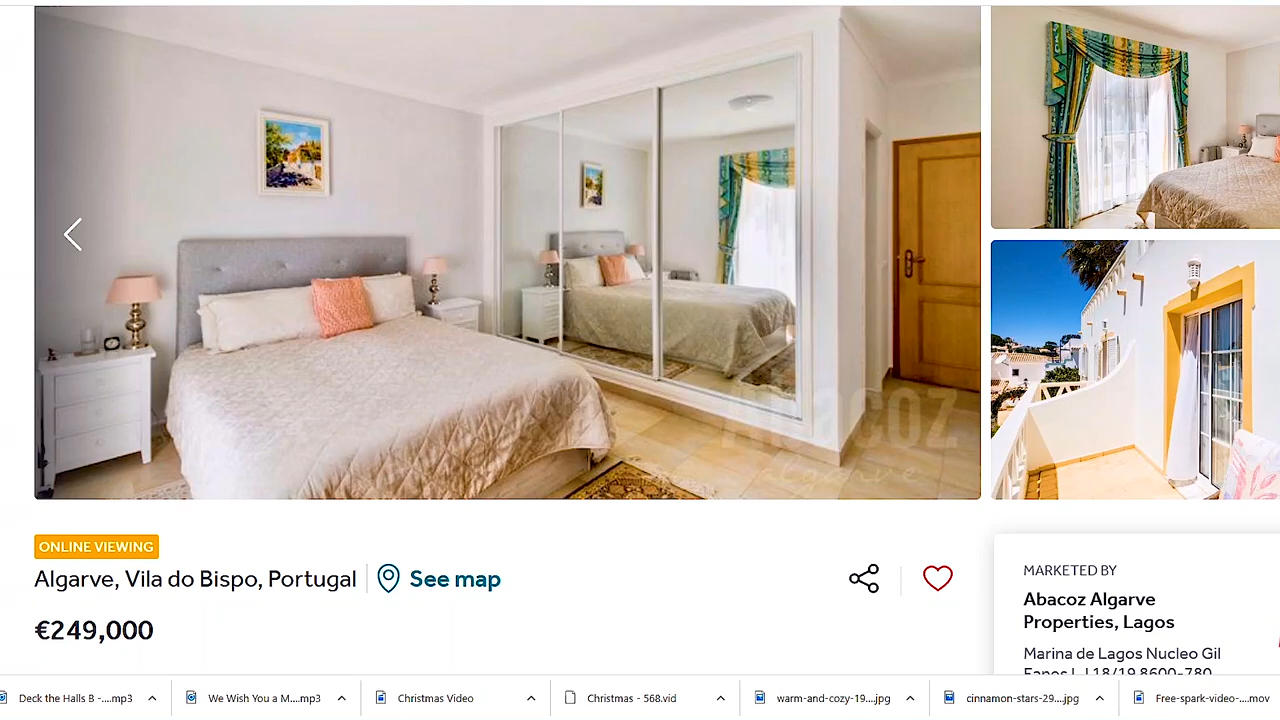 Abacoz
algarve
ONLINE VIEWING
Algarve, Vila do Bispo, Portugal
See map
€249,000
MARKETED BY
Abacoz Algarve
Properties, Lagos
Marina de Lagos Nucleo Gil
Deck the Halls B -....mp3
We Wish You a M....mp3
Christmas Video
Christmas - 568.vid
warm-and-cozy-19....jpg
cinnamon-stars-29....jpg
Free-spark-video-....mov